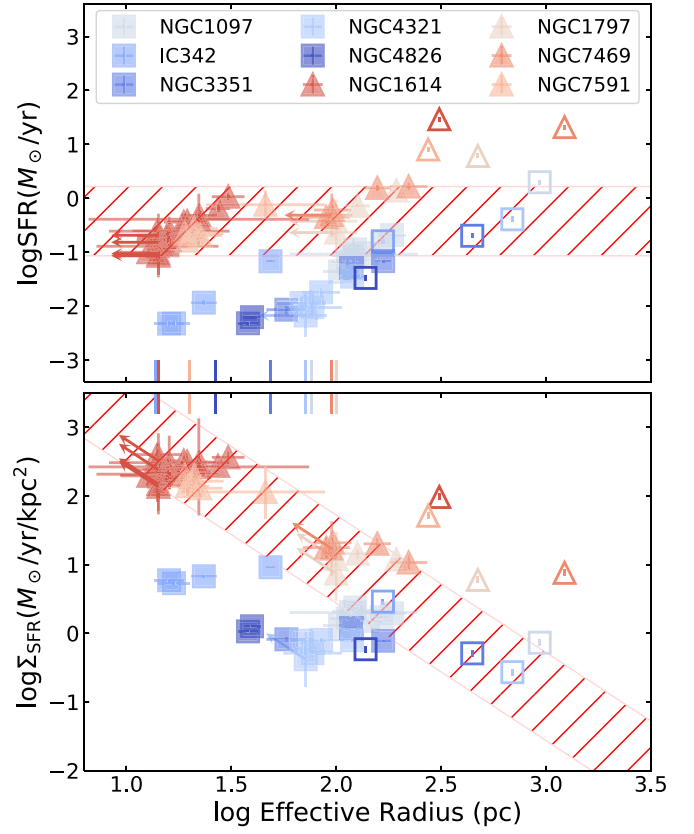 NGC1097 NGC4321 NGC1797
IC342 NGC4826 NGC7469
NGC3351 NGC1614 NGC7591
logSFR(M⊙/yr)
3
2
1
0
−1
−2
−3
logΣSFR(M⊙/yr/kpc²)
3
2
1
0
−1
−2
1.0 1.5 2.0 2.5 3.0 3.5
log Effective Radius (pc)